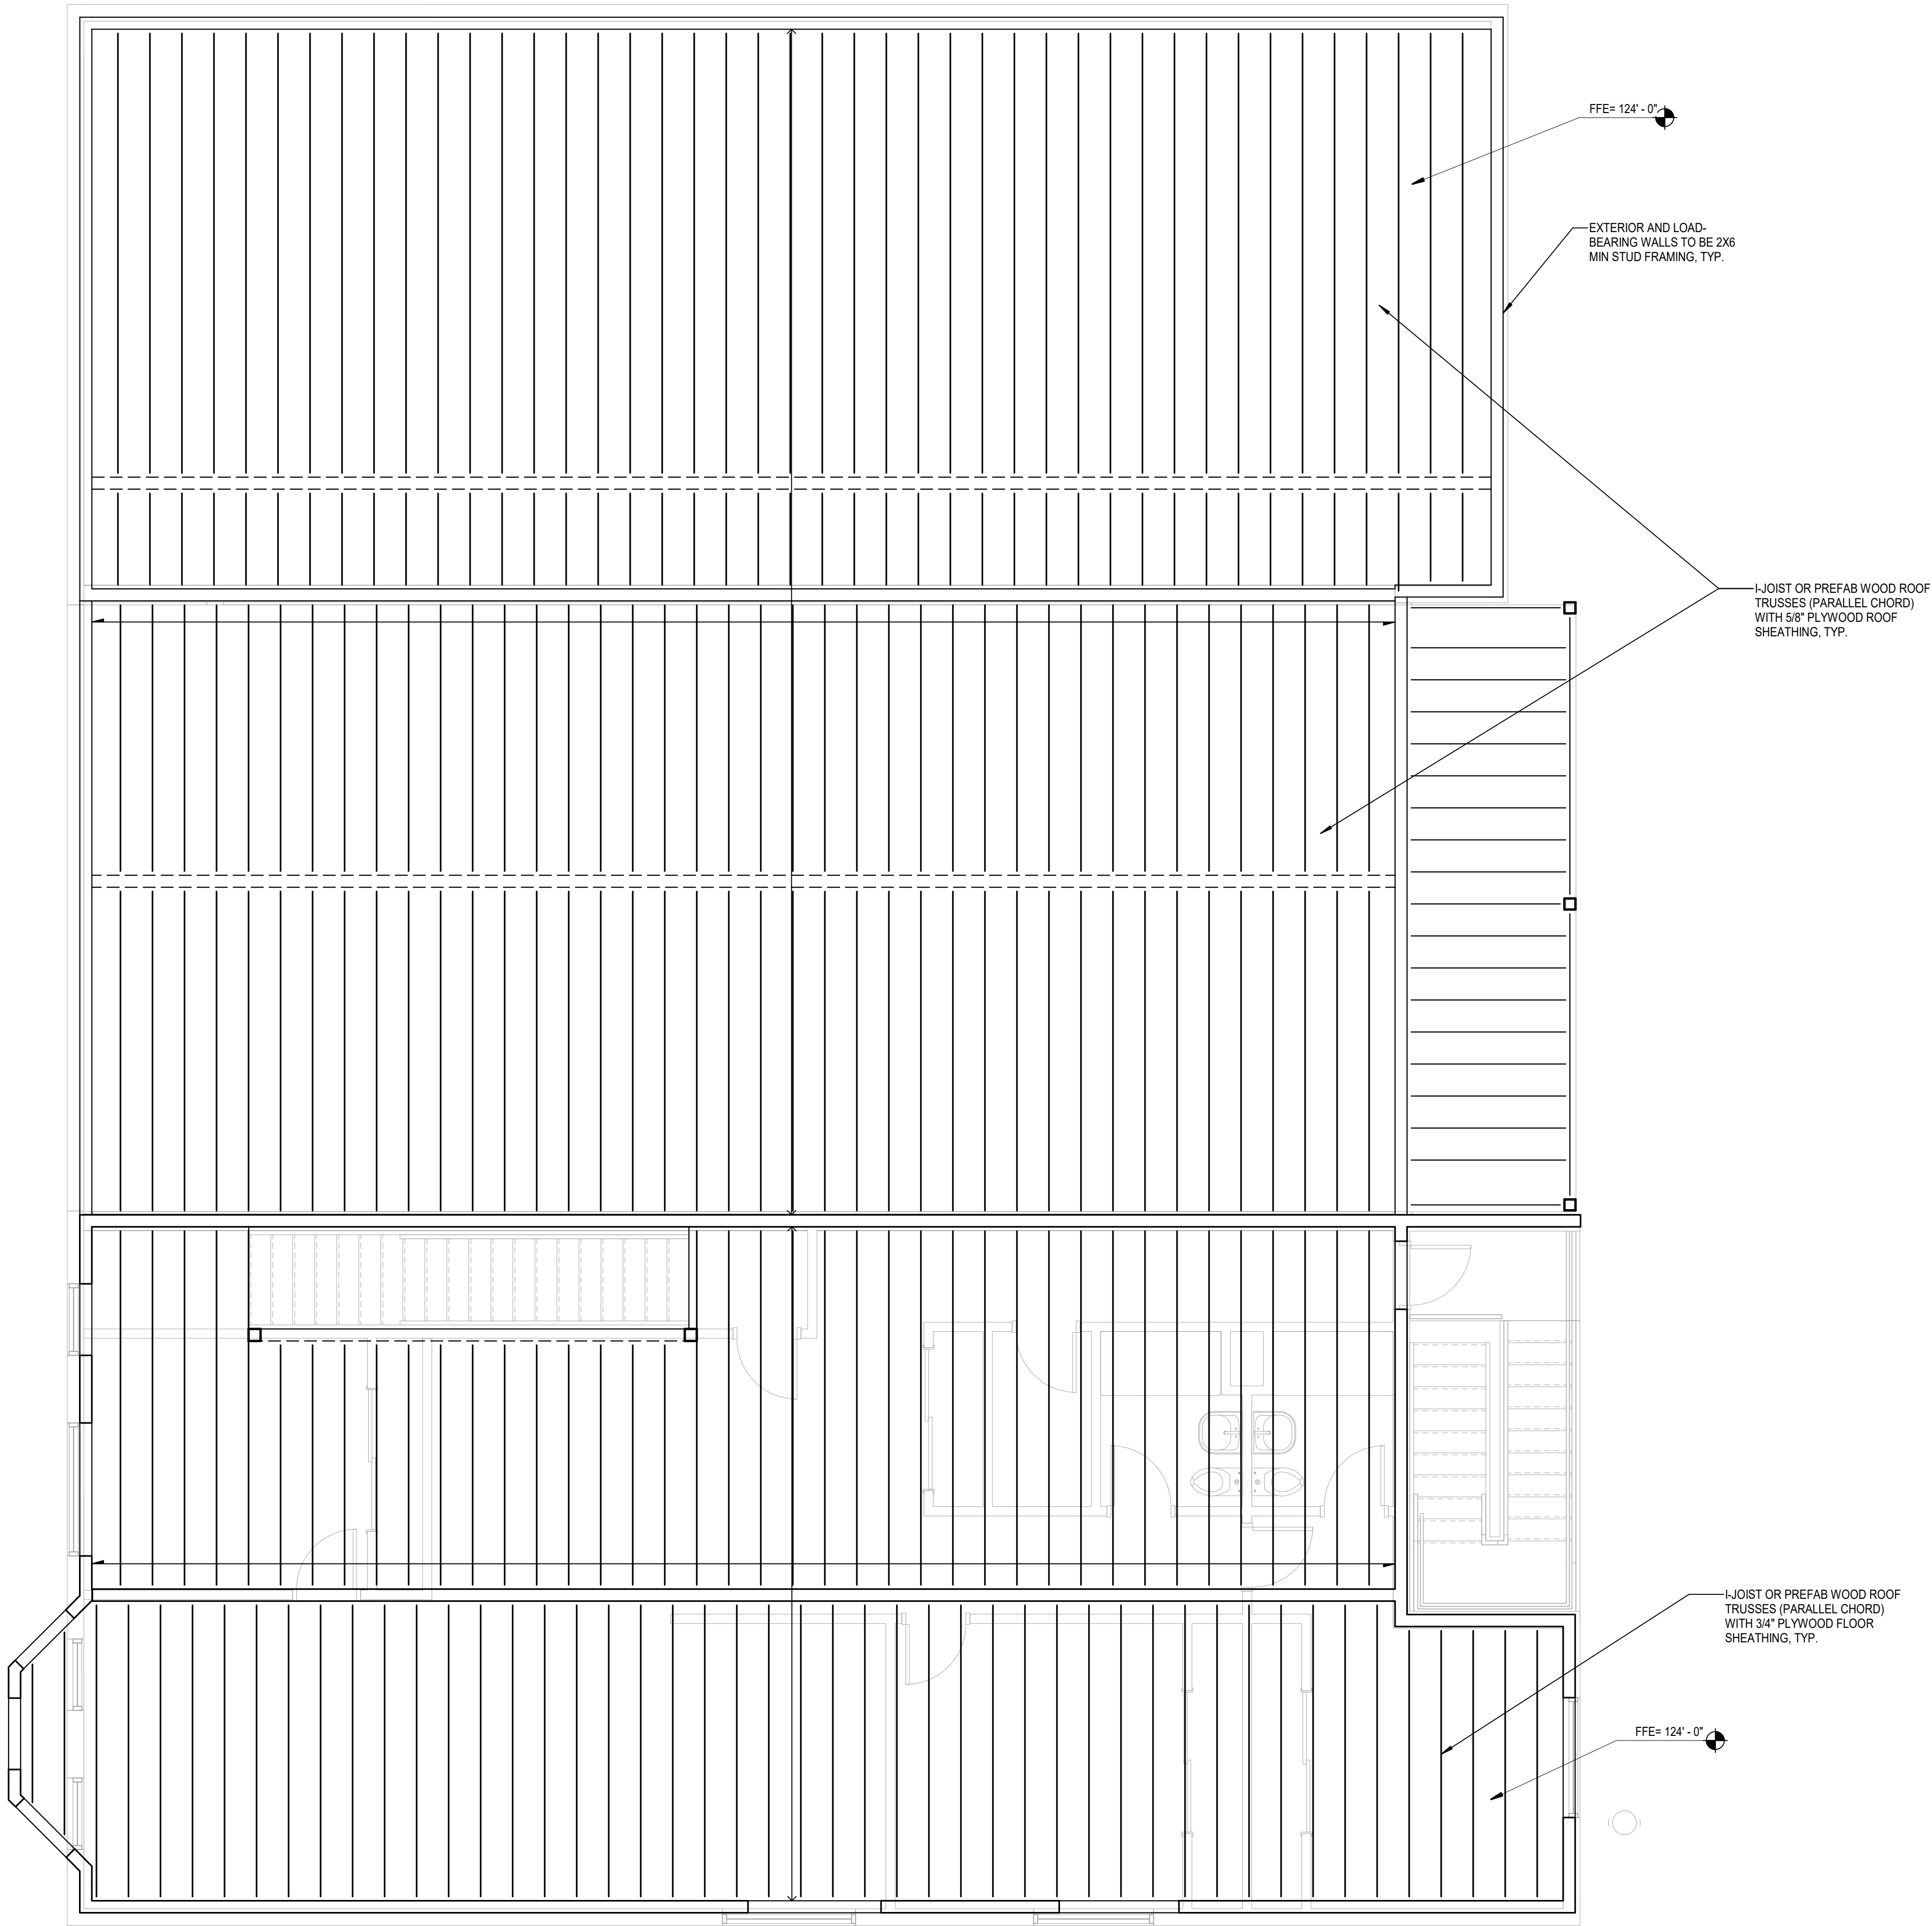 FFE= 124' - 0"
EXTERIOR AND LOAD-
BEARING WALLS TO BE 2X6
MIN STUD FRAMING, TYP.
I-JOIST OR PREFAB WOOD ROOF
TRUSSES (PARALLEL CHORD)
WITH 5/8" PLYWOOD ROOF
SHEATHING, TYP.
I-JOIST OR PREFAB WOOD ROOF
TRUSSES (PARALLEL CHORD)
WITH 3/4" PLYWOOD FLOOR
SHEATHING, TYP.
FFE= 124' - 0"